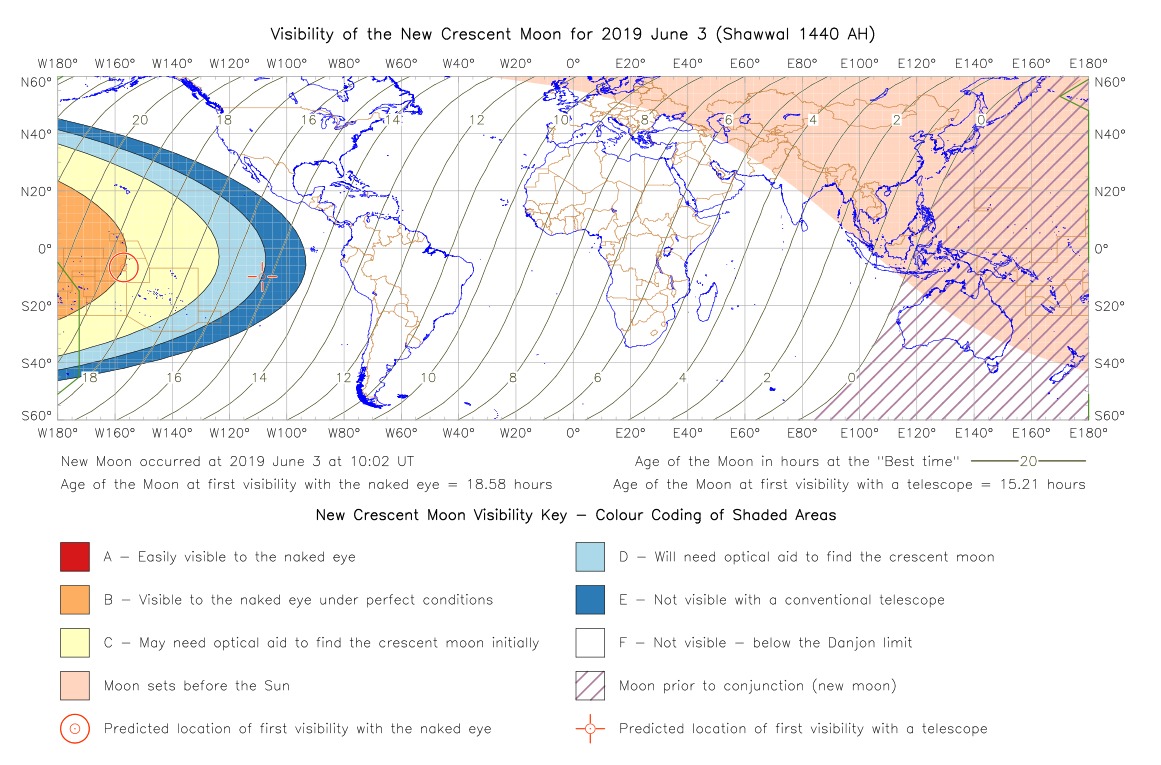 Visibility of the New Crescent Moon for 2019 June 3 (Shawwal 1440 AH)
W180° W160° W140° W120° W100° W80° W60° W40° W20° 0° E20° E40° E60° E80° E100° E120° E140° E160° E180°
N60° N60°
20 18 16 14 12 10 8 6 4 2 0
N40° N40°
N20° N20°
0° 0°
S20° S20°
S40° S40°
18 16 14 12 10 8 6 4 2 0
S60° S60°
W180° W160° W140° W120° W100° W80° W60° W40° W20° 0° E20° E40° E60° E80° E100° E120° E140° E160° E180°
New Moon occurred at 2019 June 3 at 10:02 UT
Age of the Moon in hours at the "Best time" 20
Age of the Moon at first visibility with the naked eye = 18.58 hours
Age of the Moon at first visibility with a telescope = 15.21 hours
New Crescent Moon Visibility Key – Colour Coding of Shaded Areas
A – Easily visible to the naked eye
D – Will need optical aid to find the crescent moon
B – Visible to the naked eye under perfect conditions
E – Not visible with a conventional telescope
C – May need optical aid to find the crescent moon initially
F – Not visible – below the Danjon limit
Moon sets before the Sun
Moon prior to conjunction (new moon)
Predicted location of first visibility with the naked eye
Predicted location of first visibility with a telescope